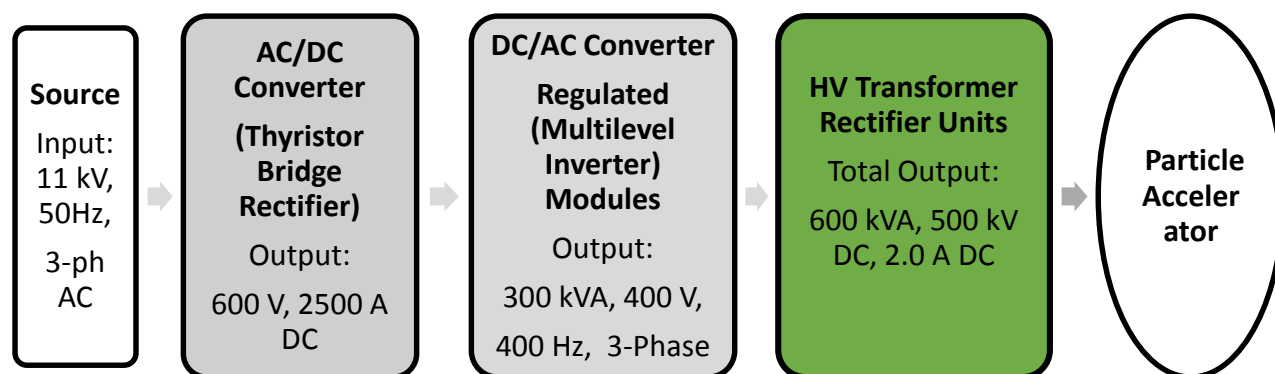 Source
Input:
11 kV,
50Hz,
3-ph
AC
AC/DC
Converter
(Thyristor
Bridge
Rectifier)
Output:
600 V, 2500 A
DC
DC/AC Converter
Regulated
(Multilevel
Inverter)
Modules
Output:
300 kVA, 400 V,
400 Hz, 3-Phase
HV Transformer
Rectifier Units
Total Output:
600 kVA, 500 kV
DC, 2.0 A DC
Particle
Acceler
ator